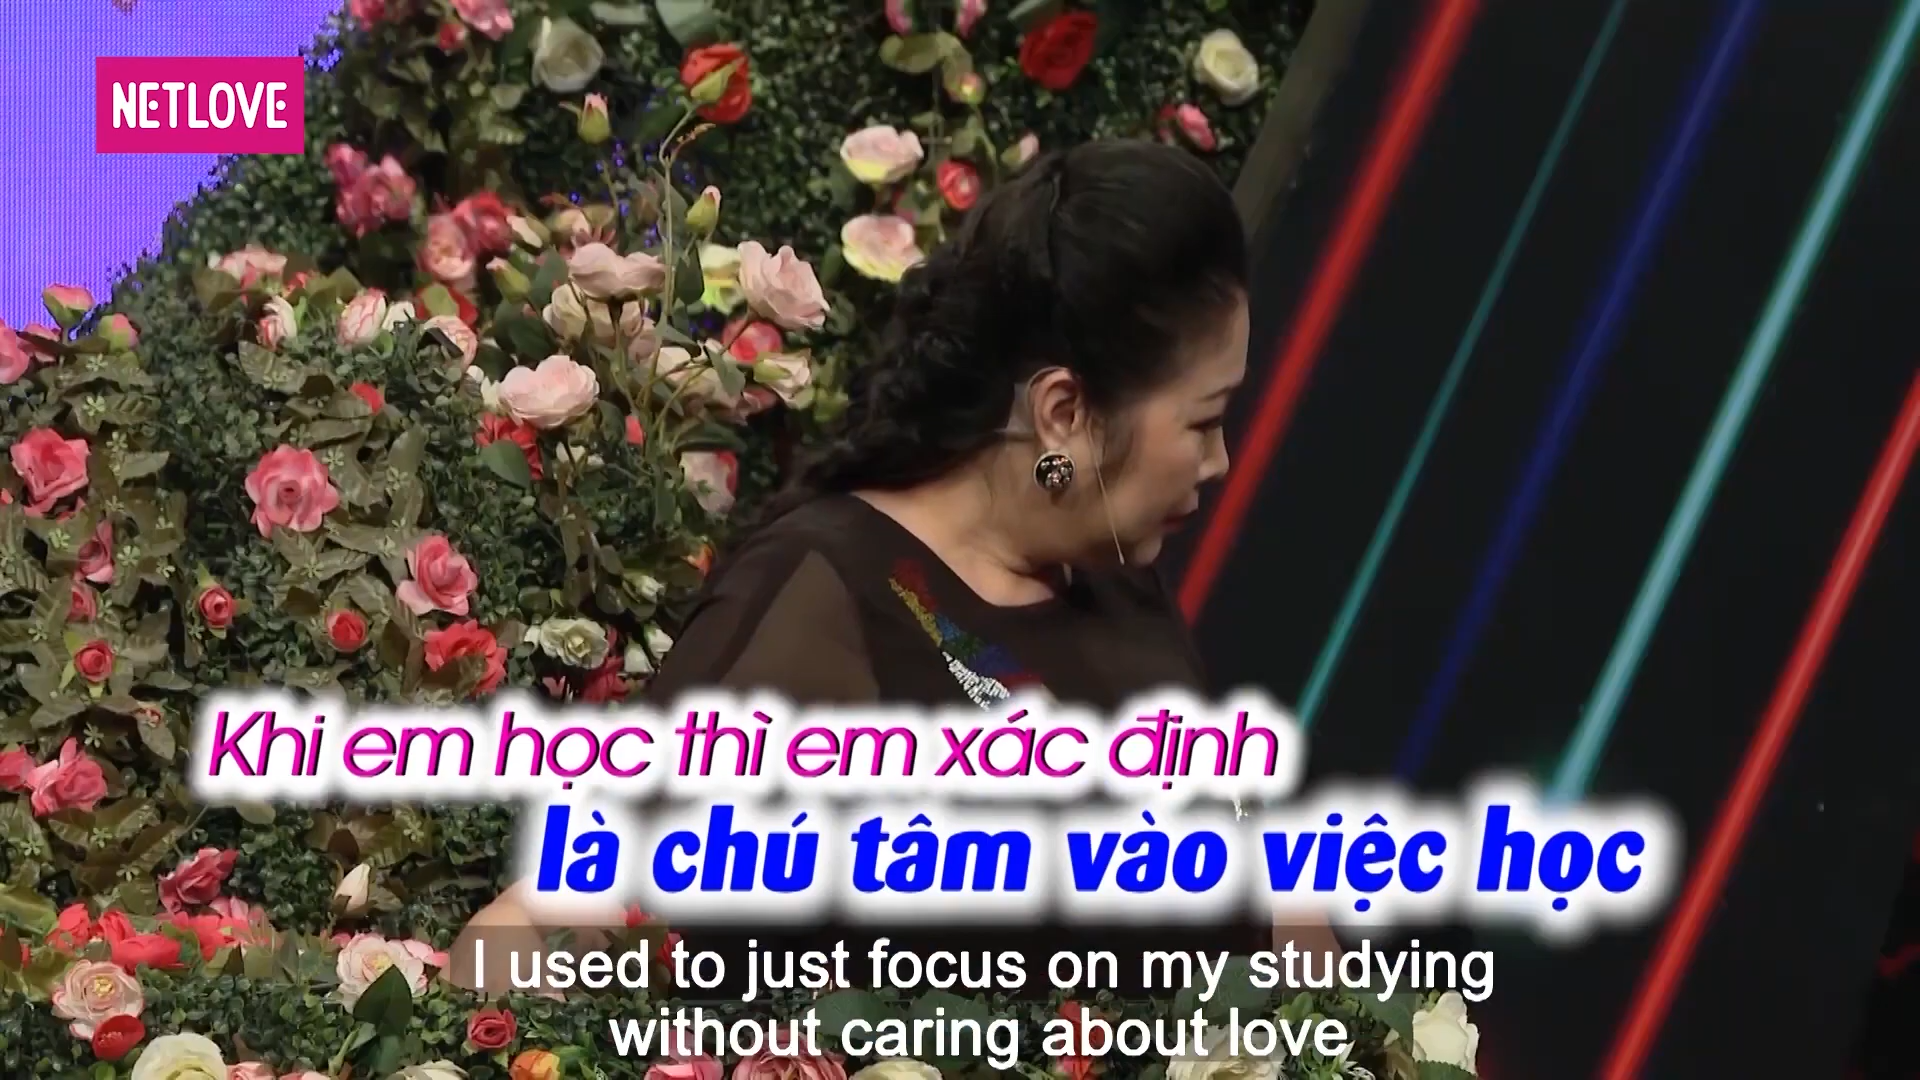 NETLOVE
Khi em học thì em xác định
là chú tâm vào việc học
I used to just focus on my studying
without caring about love